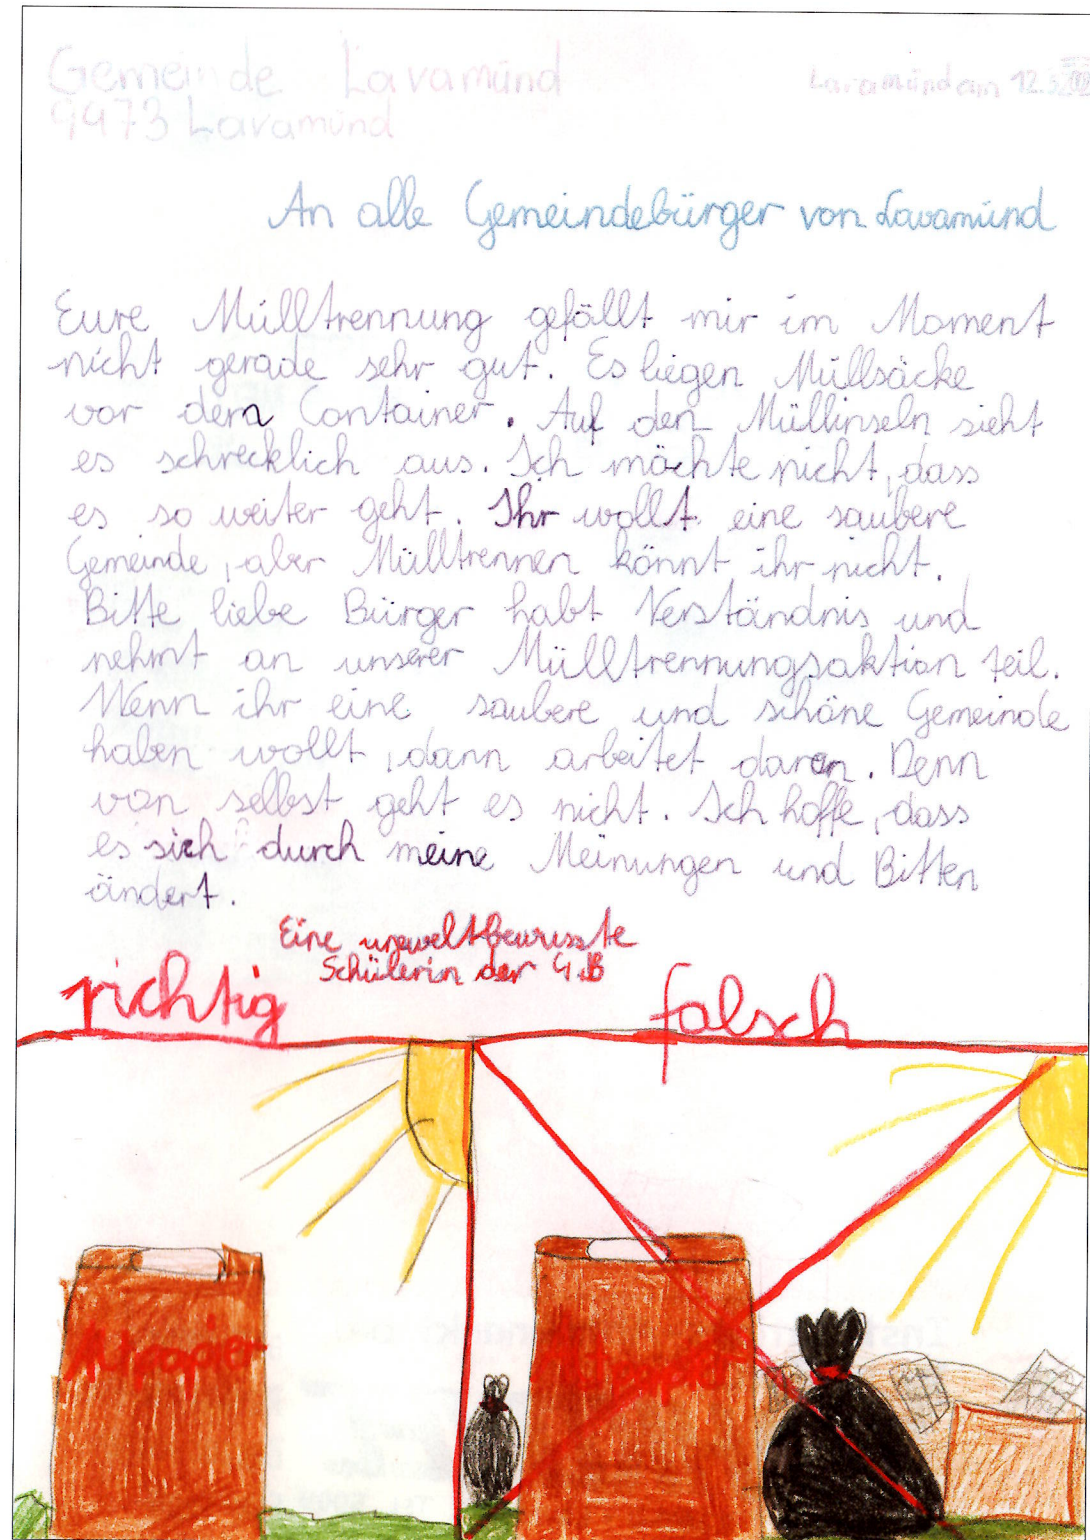 Gemeinde Lavamünd
Lavamünd am 12.3.
9473 Lavamünd
An alle Gemeindebürger von Lavamünd
Eure Mülltrennung gefällt mir im Moment
nicht gerade sehr gut. Es liegen Müllsäcke
vor dem Container. Auf den Müllinseln sieht
es schrecklich aus. Ich möchte nicht, dass
es so weiter geht. Ihr wollt eine saubere
Gemeinde, aber Mülltrennen könnt ihr nicht.
Bitte liebe Bürger habt Verständnis und
nehmt an unserer Mülltrennungsaktion teil.
Wenn ihr eine saubere und schöne Gemeinde
haben wollt, dann arbeitet daran. Denn
von selbst geht es nicht. Ich hoffe, dass
es sich durch meine Meinungen und Bitten
ändert.
Eine umweltbewusste
Schülerin der 4.B
richtig
falsch
Altpapier
Altpapier